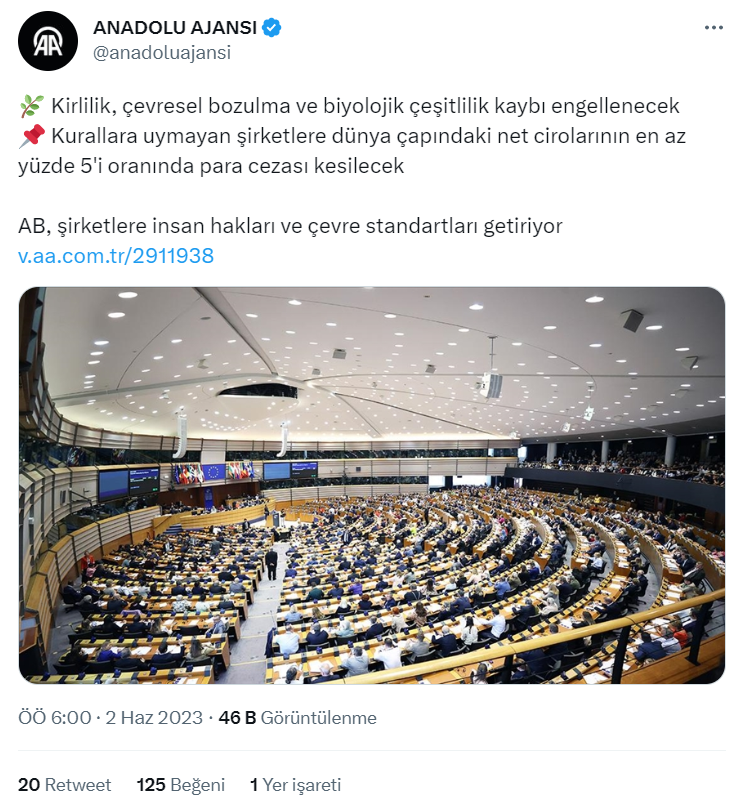 ANADOLU AJANSI
@anadoluajansi
🌿 Kirlilik, çevresel bozulma ve biyolojik çeşitlilik kaybı engellenecek
📌 Kurallara uymayan şirketlere dünya çapındaki net cirolarının en az
yüzde 5'i oranında para cezası kesilecek
AB, şirketlere insan hakları ve çevre standartları getiriyor
v.aa.com.tr/2911938
ÖÖ 6:00 · 2 Haz 2023 · 46 B Görüntülenme
20 Retweet 125 Beğeni 1 Yer işareti